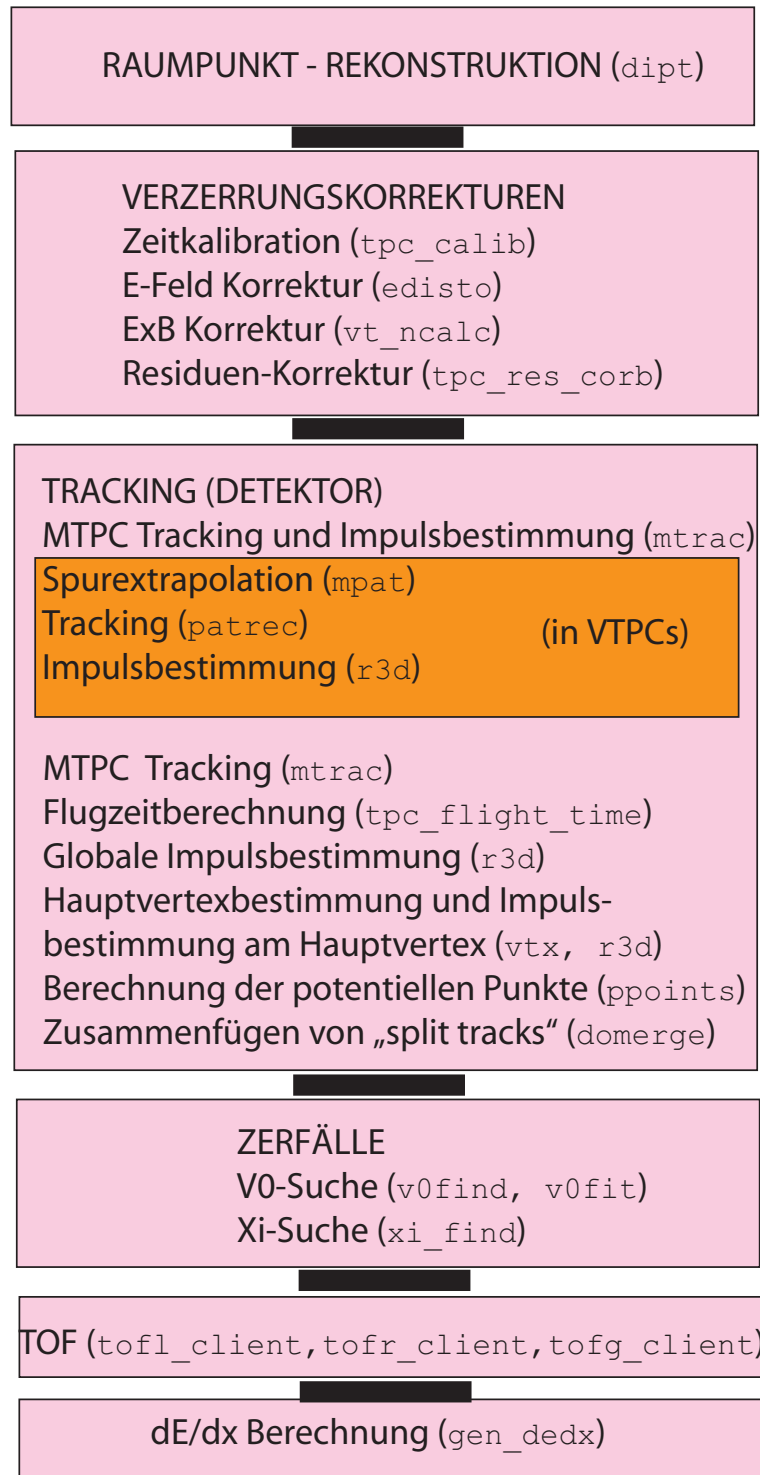 RAUMPUNKT - REKONSTRUKTION (dipt)
VERZERRUNGSKORREKTUREN
Zeitkalibration (tpc_calib)
E-Feld Korrektur (edisto)
ExB Korrektur (vt_ncalc)
Residuen-Korrektur (tpc_res_corb)
TRACKING (DETEKTOR)
MTPC Tracking und Impulsbestimmung (mtrac)
Spurextrapolation (mpat)
Tracking (patrec)
(in VTPCs)
Impulsbestimmung (r3d)
MTPC Tracking (mtrac)
Flugzeitberechnung (tpc_flight_time)
Globale Impulsbestimmung (r3d)
Hauptvertexbestimmung und Impuls-
bestimmung am Hauptvertex (vtx, r3d)
Berechnung der potentiellen Punkte (ppoints)
Zusammenfügen von „split tracks“ (domerge)
ZERFÄLLE
V0-Suche (v0find, v0fit)
Xi-Suche (xi_find)
TOF (tofl_client,tofr_client,tofg_client)
dE/dx Berechnung (gen_dedx)